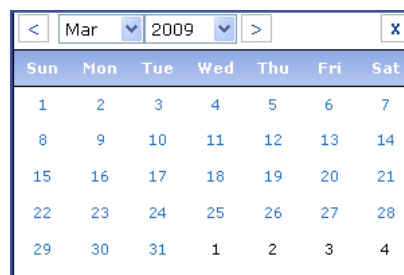 < Mar 2009 > x
Sun Mon Tue Wed Thu Fri Sat
1 2 3 4 5 6 7
8 9 10 11 12 13 14
15 16 17 18 19 20 21
22 23 24 25 26 27 28
29 30 31 1 2 3 4